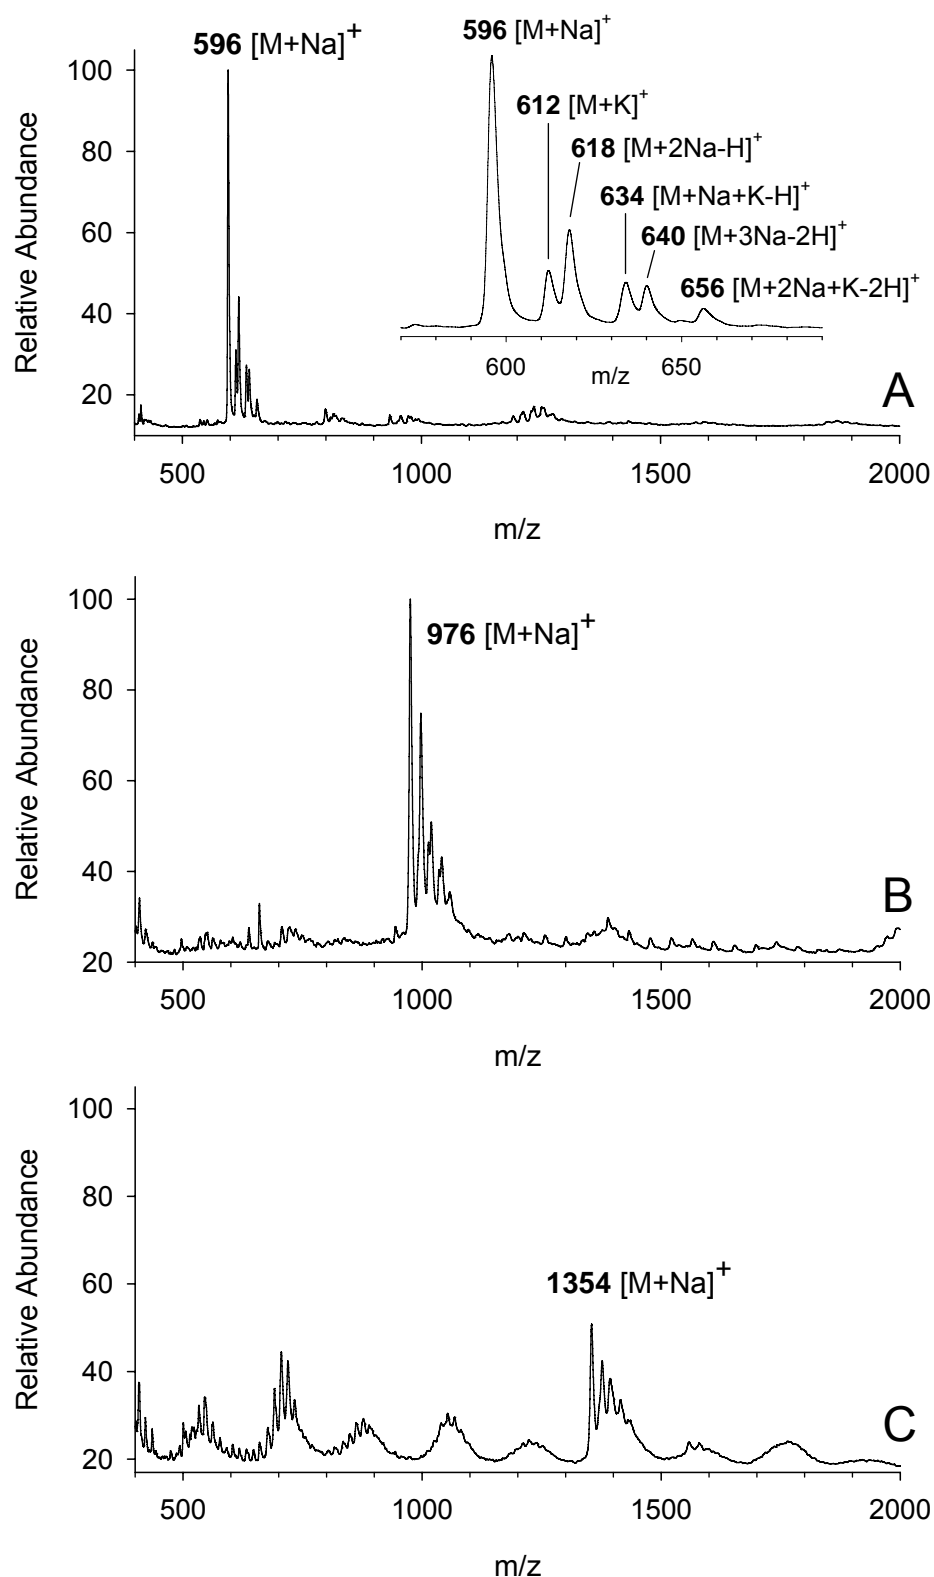 596 [M+Na]+
596 [M+Na]+
612 [M+K]+
618 [M+2Na-H]+
634 [M+Na+K-H]+
640 [M+3Na-2H]+
656 [M+2Na+K-2H]+
600 m/z 650
Relative Abundance
100
80
60
40
20
A
500 1000 1500 2000
m/z
976 [M+Na]+
Relative Abundance
100
80
60
40
20
B
500 1000 1500 2000
m/z
1354 [M+Na]+
Relative Abundance
100
80
60
40
20
C
500 1000 1500 2000
m/z